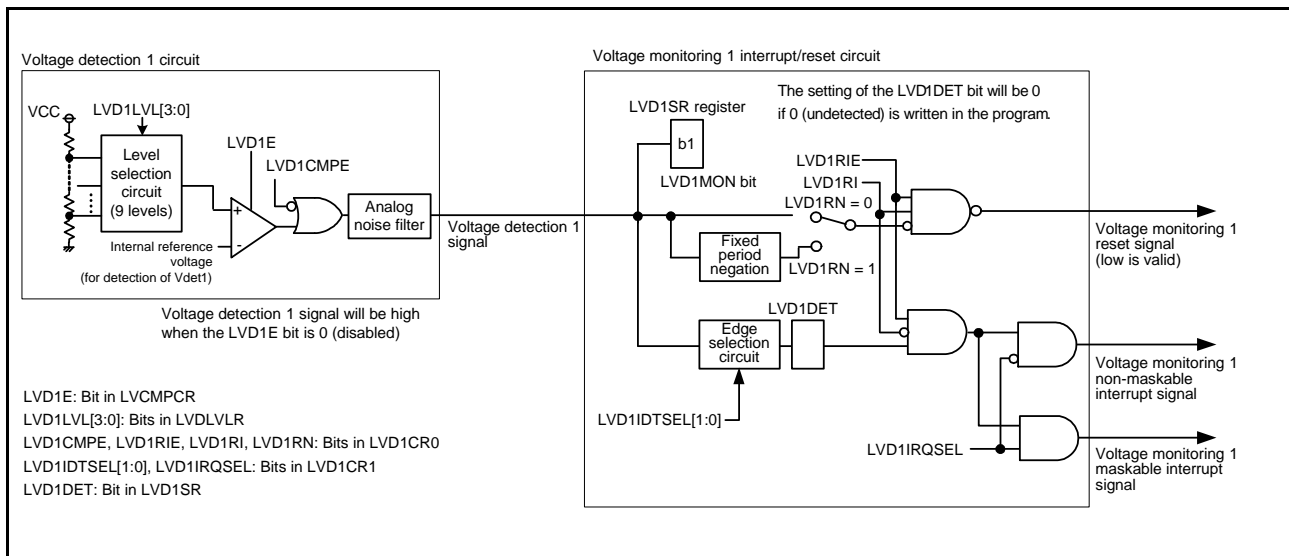 Voltage detection 1 circuit
VCC
LVD1LVL[3:0]
Level
selection
circuit
(9 levels)
LVD1E
LVD1CMPE
+
-
Internal reference
voltage
(for detection of Vdet1)
Analog
noise filter
Voltage detection 1
signal
Voltage detection 1 signal will be high
when the LVD1E bit is 0 (disabled)
Voltage monitoring 1 interrupt/reset circuit
The setting of the LVD1DET bit will be 0
if 0 (undetected) is written in the program.
LVD1SR register
b1
LVD1MON bit
LVD1RIE
LVD1RI
LVD1RN = 0
Fixed
period
negation
LVD1RN = 1
LVD1DET
Edge
selection
circuit
LVD1IDTSEL[1:0]
LVD1IRQSEL
Voltage monitoring 1
reset signal
(low is valid)
Voltage monitoring 1
non-maskable
interrupt signal
Voltage monitoring 1
maskable interrupt
signal
LVD1E: Bit in LVCMPCR
LVD1LVL[3:0]: Bits in LVDLVLR
LVD1CMPE, LVD1RIE, LVD1RI, LVD1RN: Bits in LVD1CR0
LVD1IDTSEL[1:0], LVD1IRQSEL: Bits in LVD1CR1
LVD1DET: Bit in LVD1SR